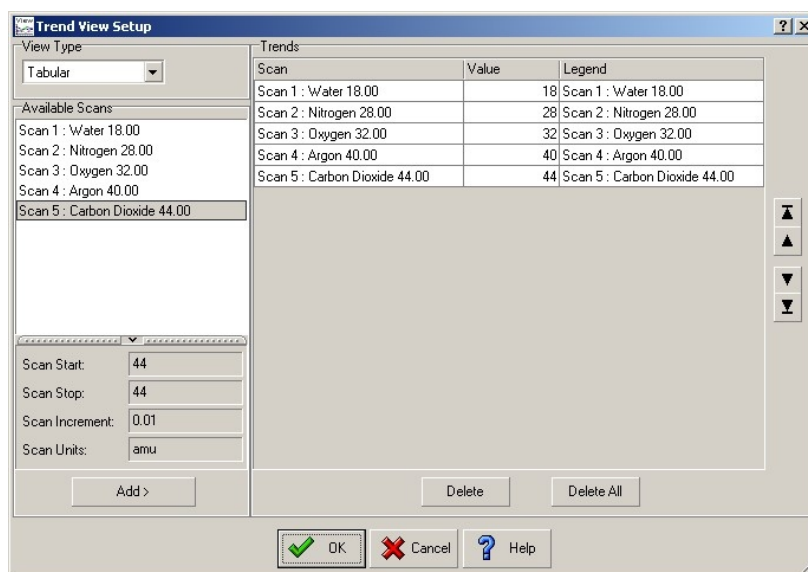 Trend View Setup
View Type
Tabular
Available Scans
Scan 1 : Water 18.00
Scan 2 : Nitrogen 28.00
Scan 3 : Oxygen 32.00
Scan 4 : Argon 40.00
Scan 5 : Carbon Dioxide 44.00
Scan Start: 44
Scan Stop: 44
Scan Increment: 0.01
Scan Units: amu
Add >
Trends
Scan Value Legend
Scan 1 : Water 18.00 18 Scan 1 : Water 18.00
Scan 2 : Nitrogen 28.00 28 Scan 2 : Nitrogen 28.00
Scan 3 : Oxygen 32.00 32 Scan 3 : Oxygen 32.00
Scan 4 : Argon 40.00 40 Scan 4 : Argon 40.00
Scan 5 : Carbon Dioxide 44.00 44 Scan 5 : Carbon Dioxide 44.00
Delete Delete All
OK Cancel Help